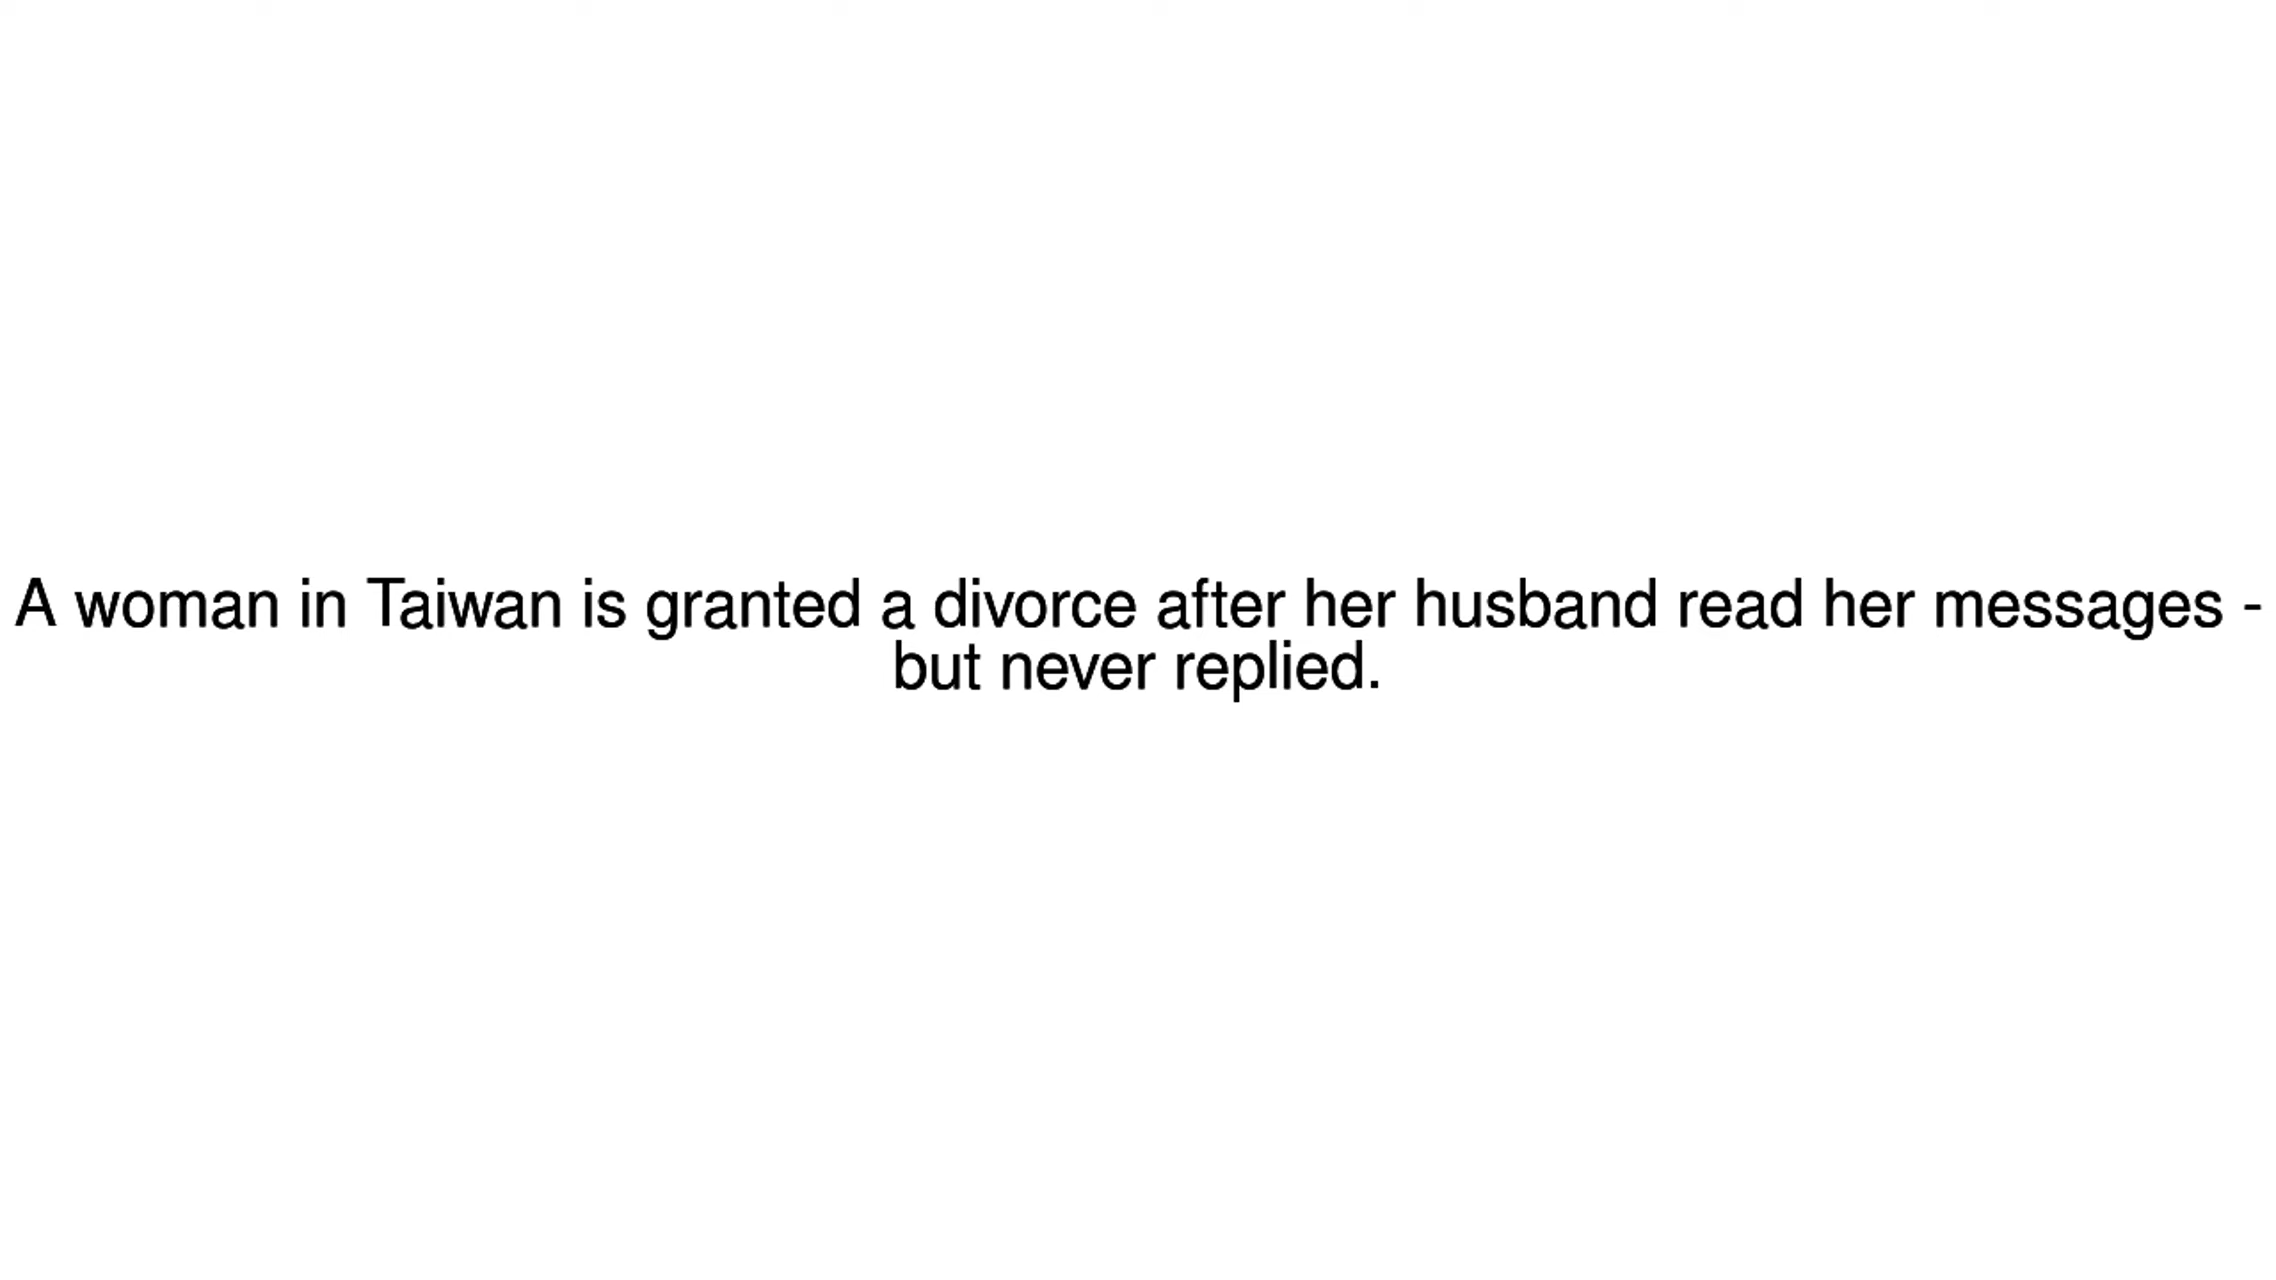 A woman in Taiwan is granted a divorce after her husband read her messages -
but never replied.